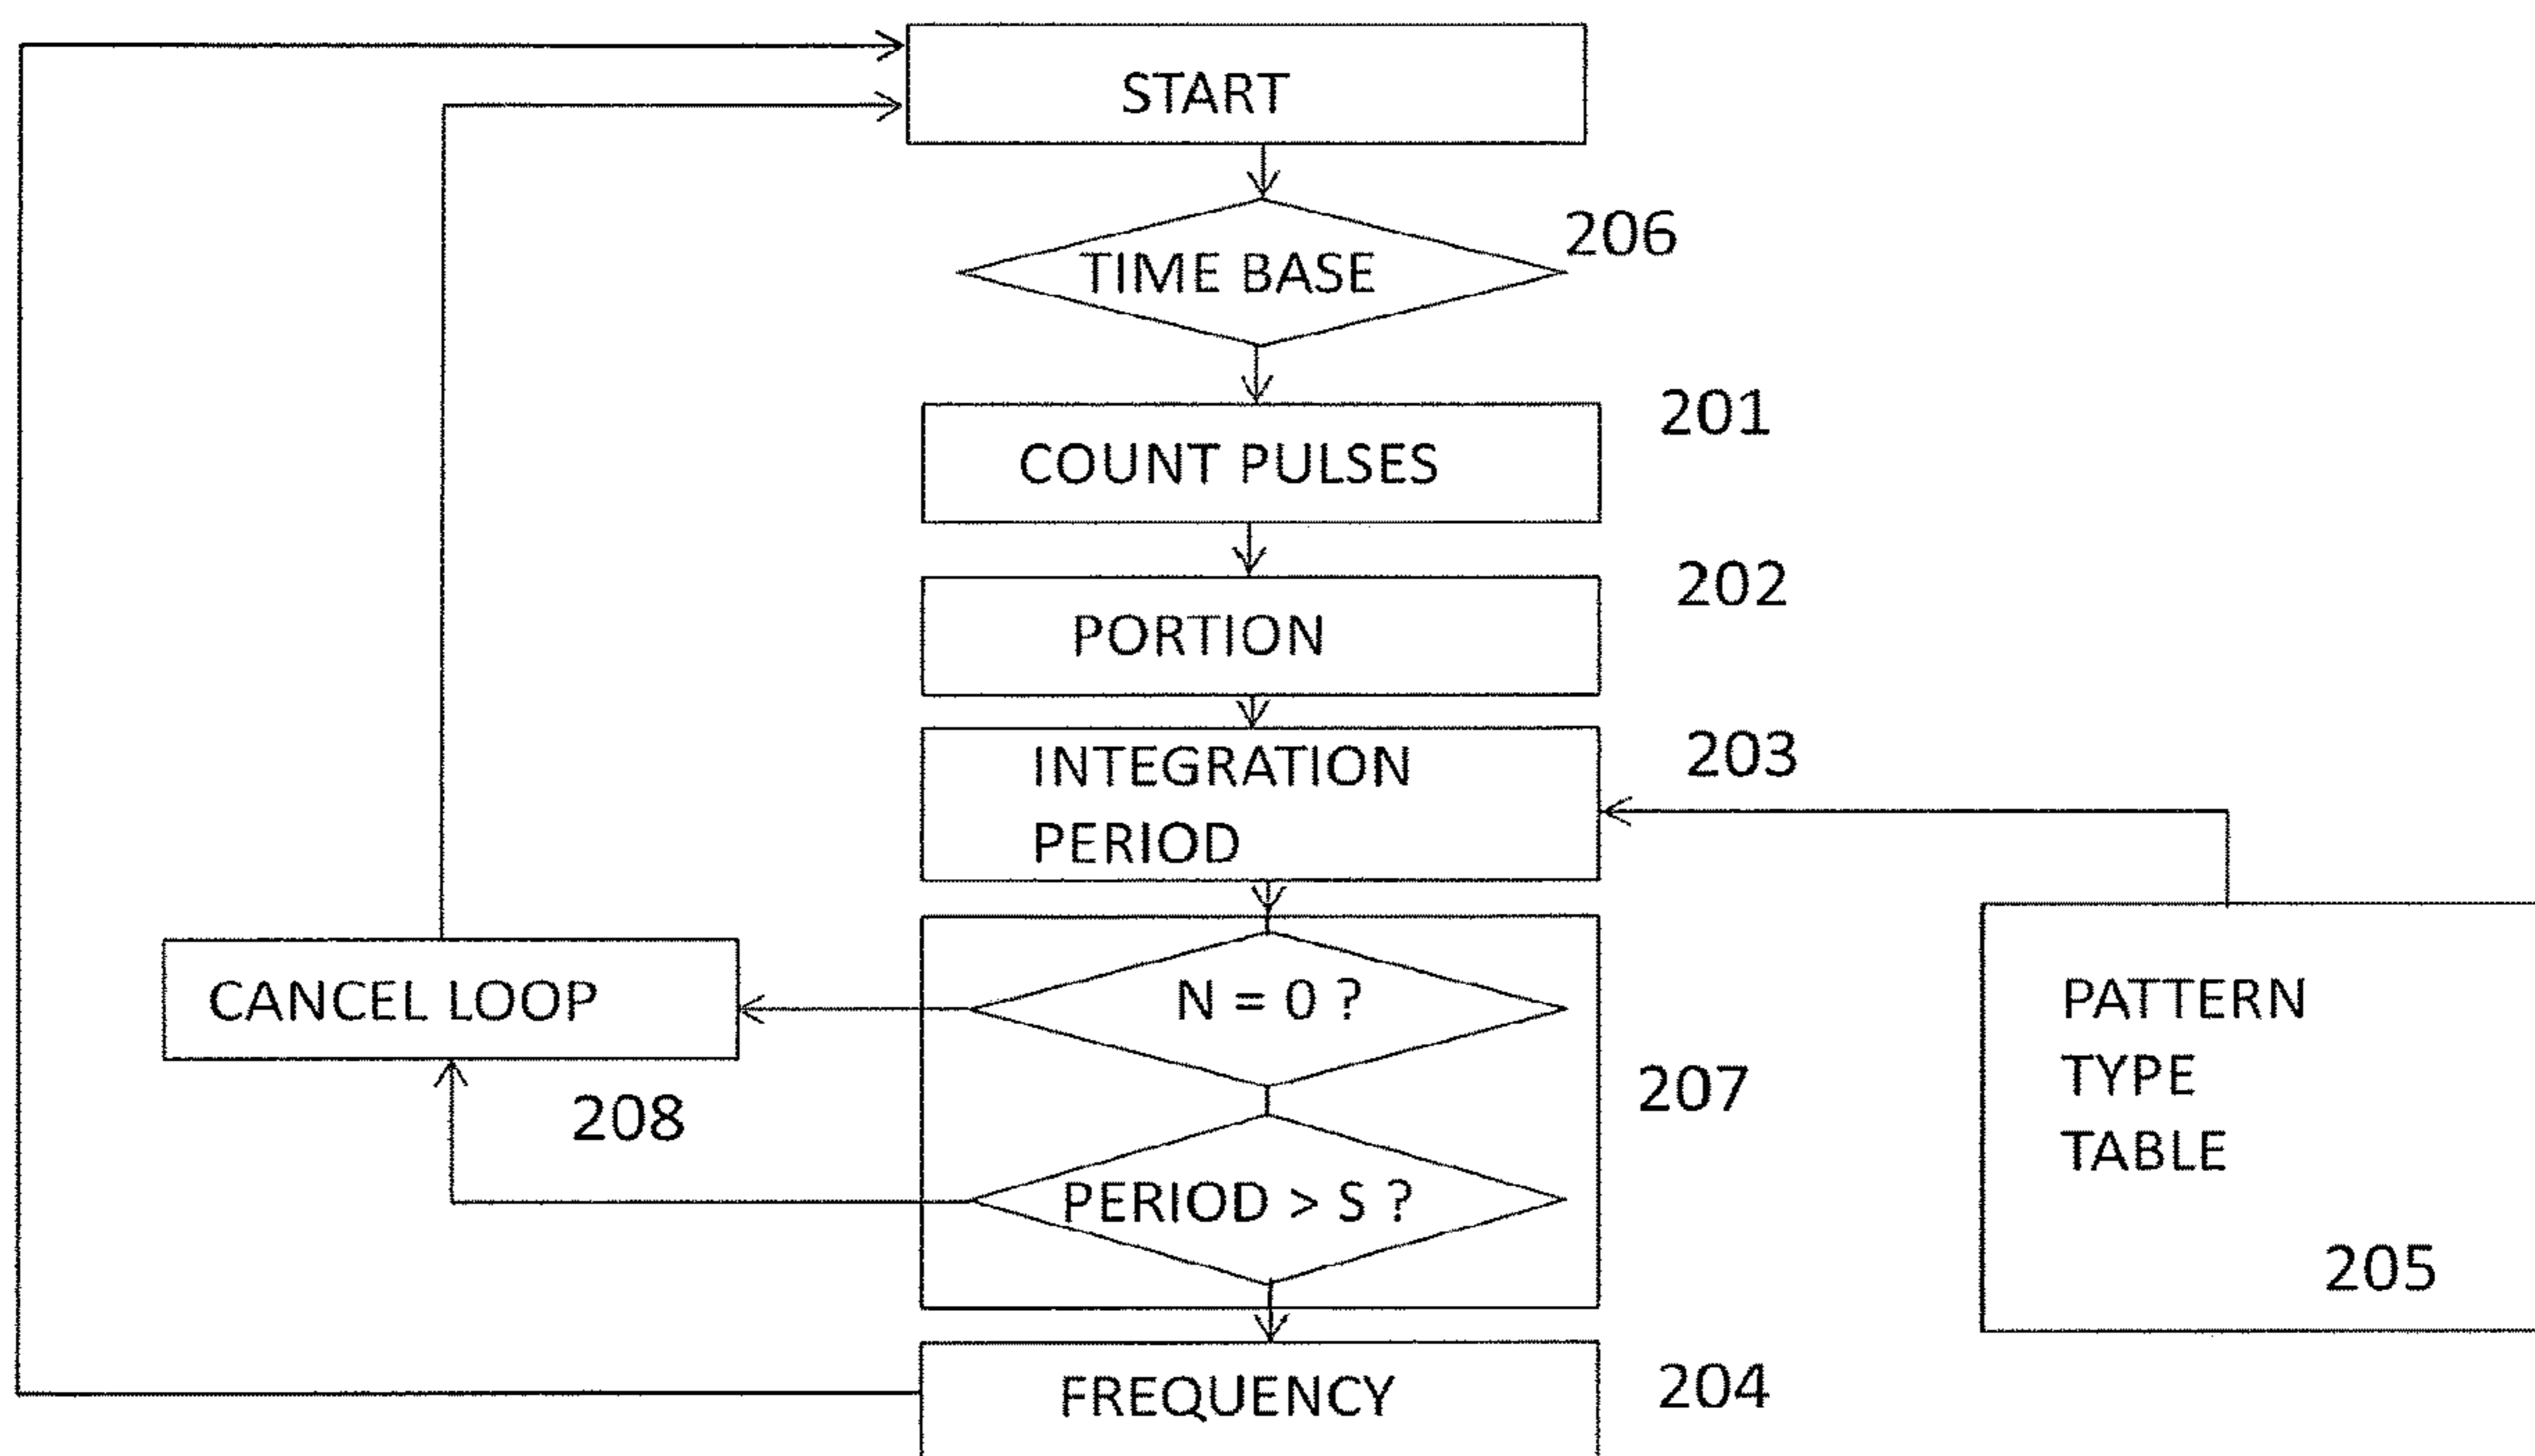 START
TIME BASE
206
COUNT PULSES
201
PORTION
202
INTEGRATION
PERIOD
203
N = 0 ?
CANCEL LOOP
208
PERIOD > S ?
207
PATTERN
TYPE
TABLE
205
FREQUENCY
204